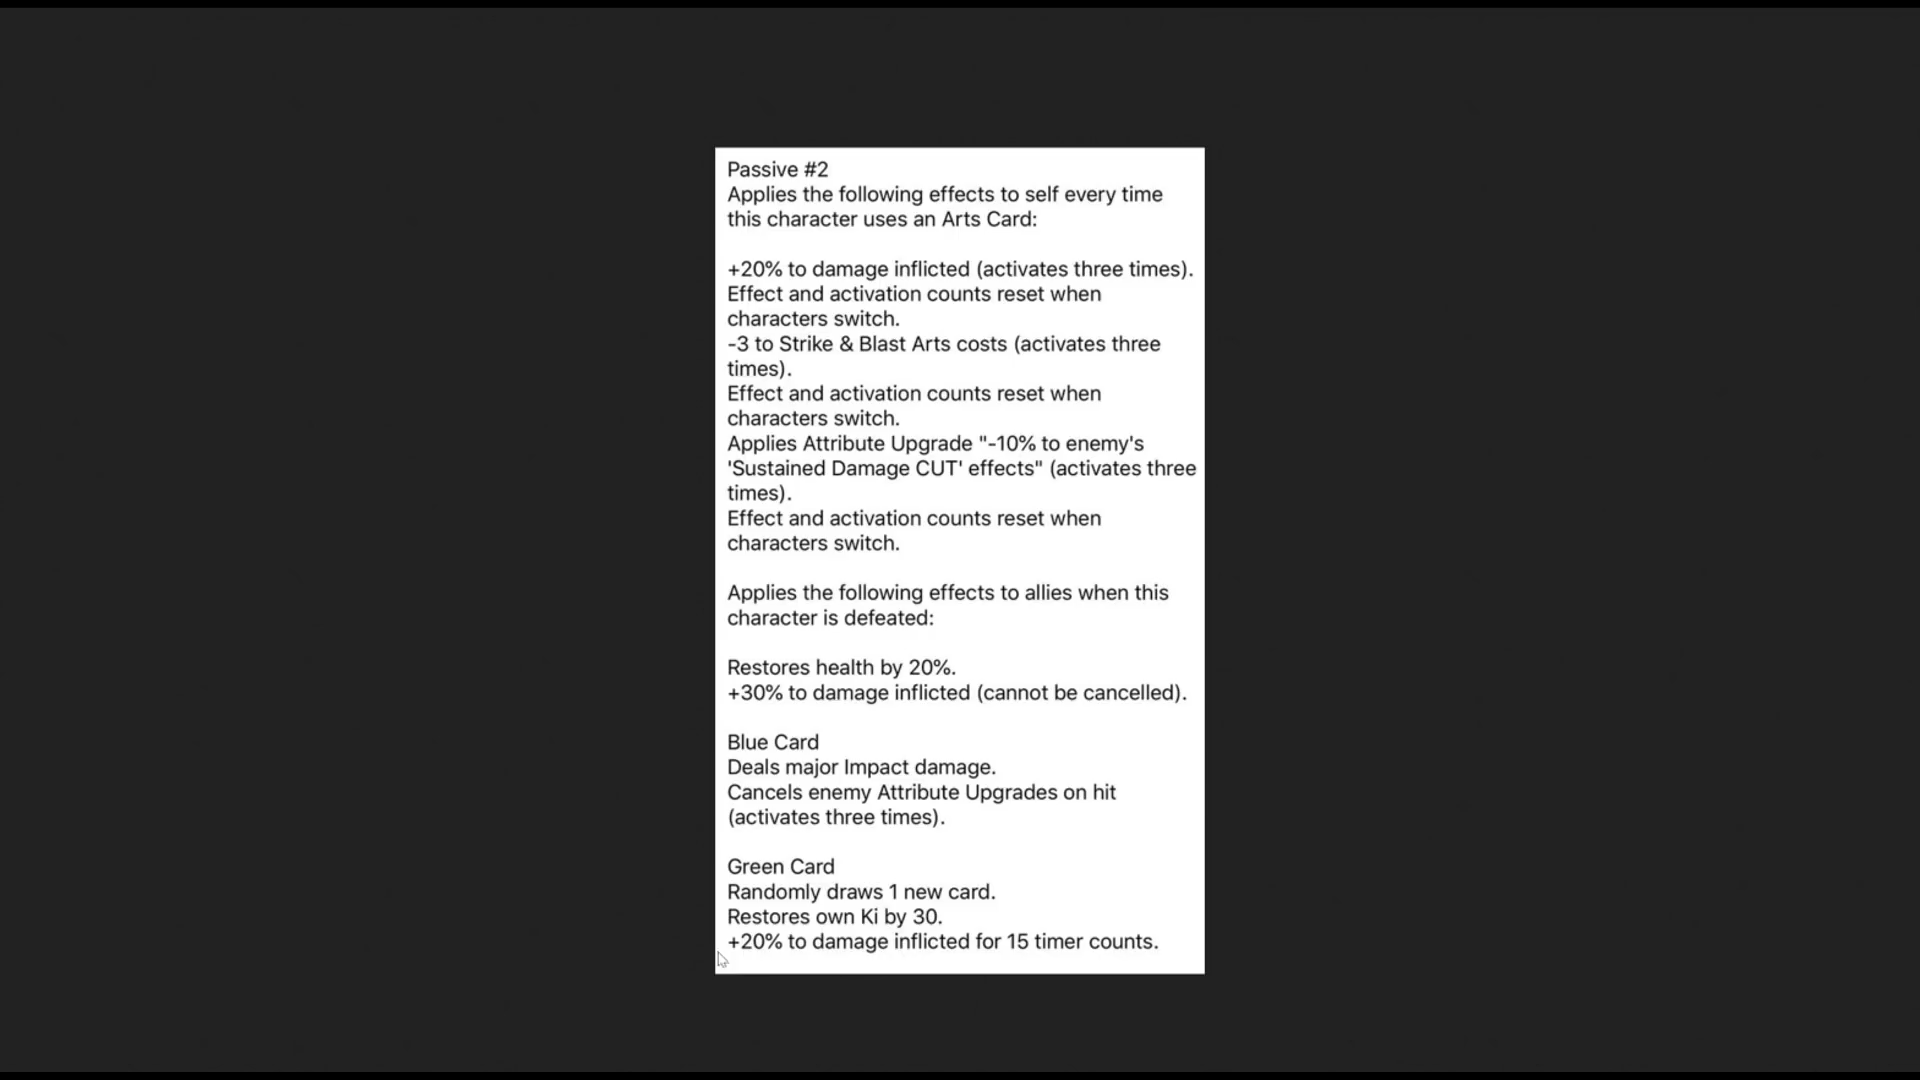 Passive #2
Applies the following effects to self every time
this character uses an Arts Card:
+20% to damage inflicted (activates three times).
Effect and activation counts reset when
characters switch.
-3 to Strike & Blast Arts costs (activates three
times).
Effect and activation counts reset when
characters switch.
Applies Attribute Upgrade "-10% to enemy's
'Sustained Damage CUT' effects" (activates three
times).
Effect and activation counts reset when
characters switch.
Applies the following effects to allies when this
character is defeated:
Restores health by 20%.
+30% to damage inflicted (cannot be cancelled).
Blue Card
Deals major Impact damage.
Cancels enemy Attribute Upgrades on hit
(activates three times).
Green Card
Randomly draws 1 new card.
Restores own Ki by 30.
+20% to damage inflicted for 15 timer counts.